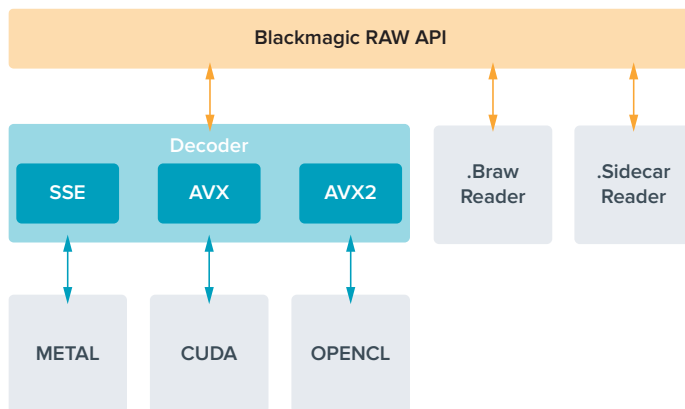 Blackmagic RAW API
Decoder
SSE
AVX
AVX2
.Braw
Reader
.Sidecar
Reader
METAL
CUDA
OPENCL